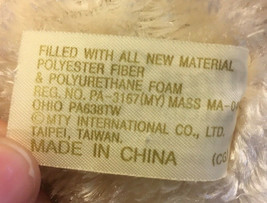 FILLED WITH ALL NEW MATERIAL
POLYESTER FIBER
& POLYURETHANE FOAM
REG. NO. PA-3167(MY) MASS MA-
OHIO PA638TW
©MTY INTERNATIONAL CO., LTD.
TAIPEI, TAIWAN.
MADE IN CHINA